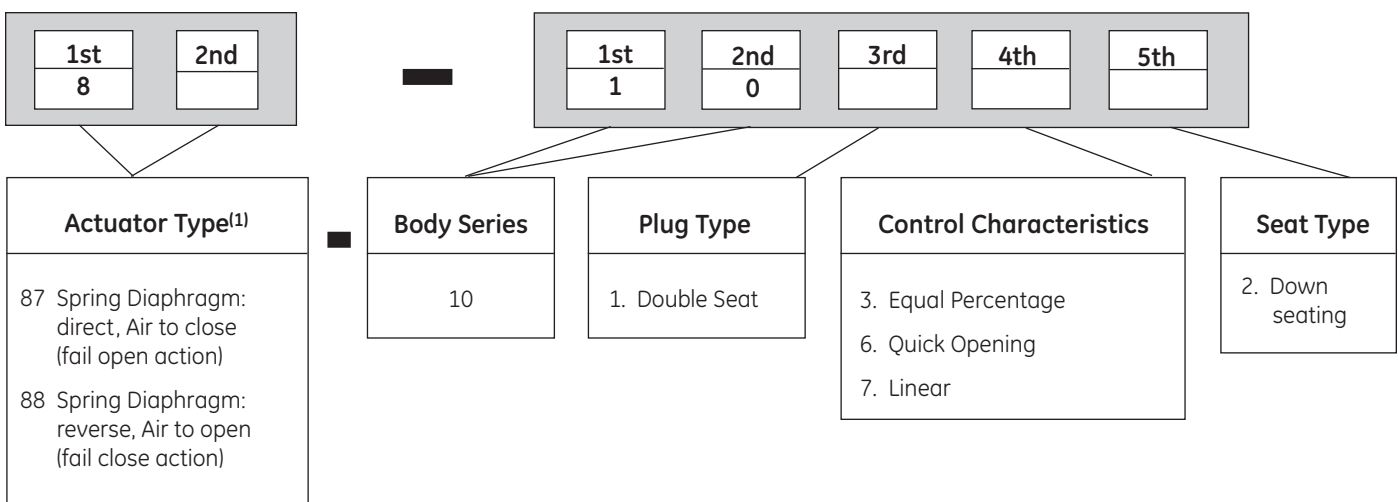 1st 2nd 1st 2nd 3rd 4th 5th
8 1 0
Actuator Type(1)
87 Spring Diaphragm:
direct, Air to close
(fail open action)
88 Spring Diaphragm:
reverse, Air to open
(fail close action)
Body Series
10
Plug Type
1. Double Seat
Control Characteristics
3. Equal Percentage
6. Quick Opening
7. Linear
Seat Type
2. Down
seating